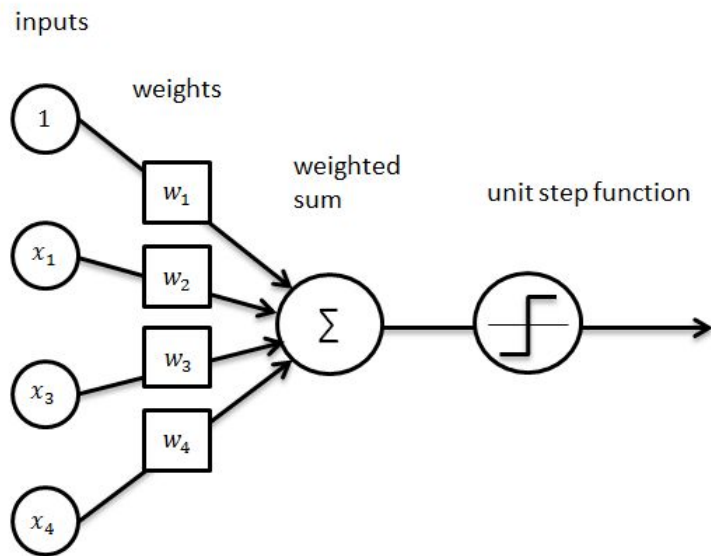 inputs
weights
1
weighted
sum
unit step function
w₁
x₁
w₂
∑
w₃
x₃
w₄
x₄